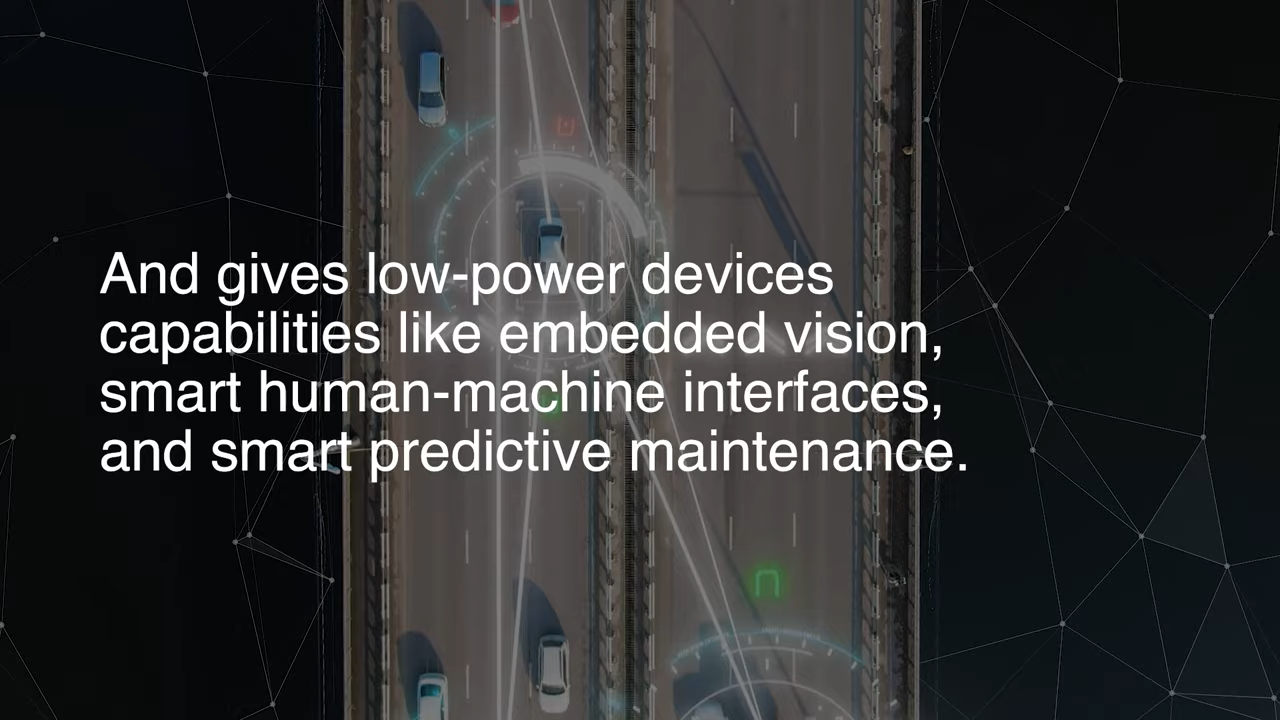 And gives low-power devices
capabilities like embedded vision,
smart human-machine interfaces,
and smart predictive maintenance.